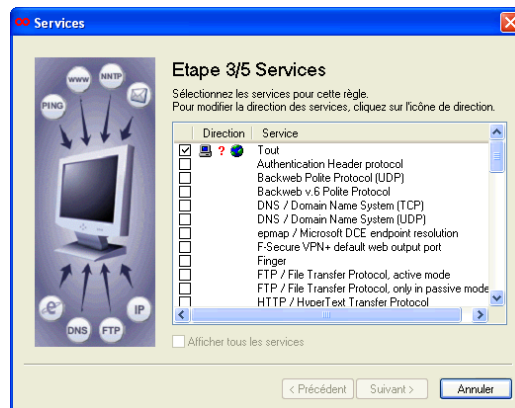 Services
PING
www
NNTP
DNS
FTP
IP
Etape 3/5 Services
Sélectionnez les services pour cette règle.
Pour modifier la direction des services, cliquez sur l'icône de direction.
Direction Service
Tout
Authentication Header protocol
Backweb Polite Protocol (UDP)
Backweb v.6 Polite Protocol
DNS / Domain Name System (TCP)
DNS / Domain Name System (UDP)
epmap / Microsoft DCE endpoint resolution
F-Secure VPN+ default web output port
Finger
FTP / File Transfer Protocol, active mode
FTP / File Transfer Protocol, only in passive mode
HTTP / HyperText Transfer Protocol
Afficher tous les services
< Précédent
Suivant >
Annuler